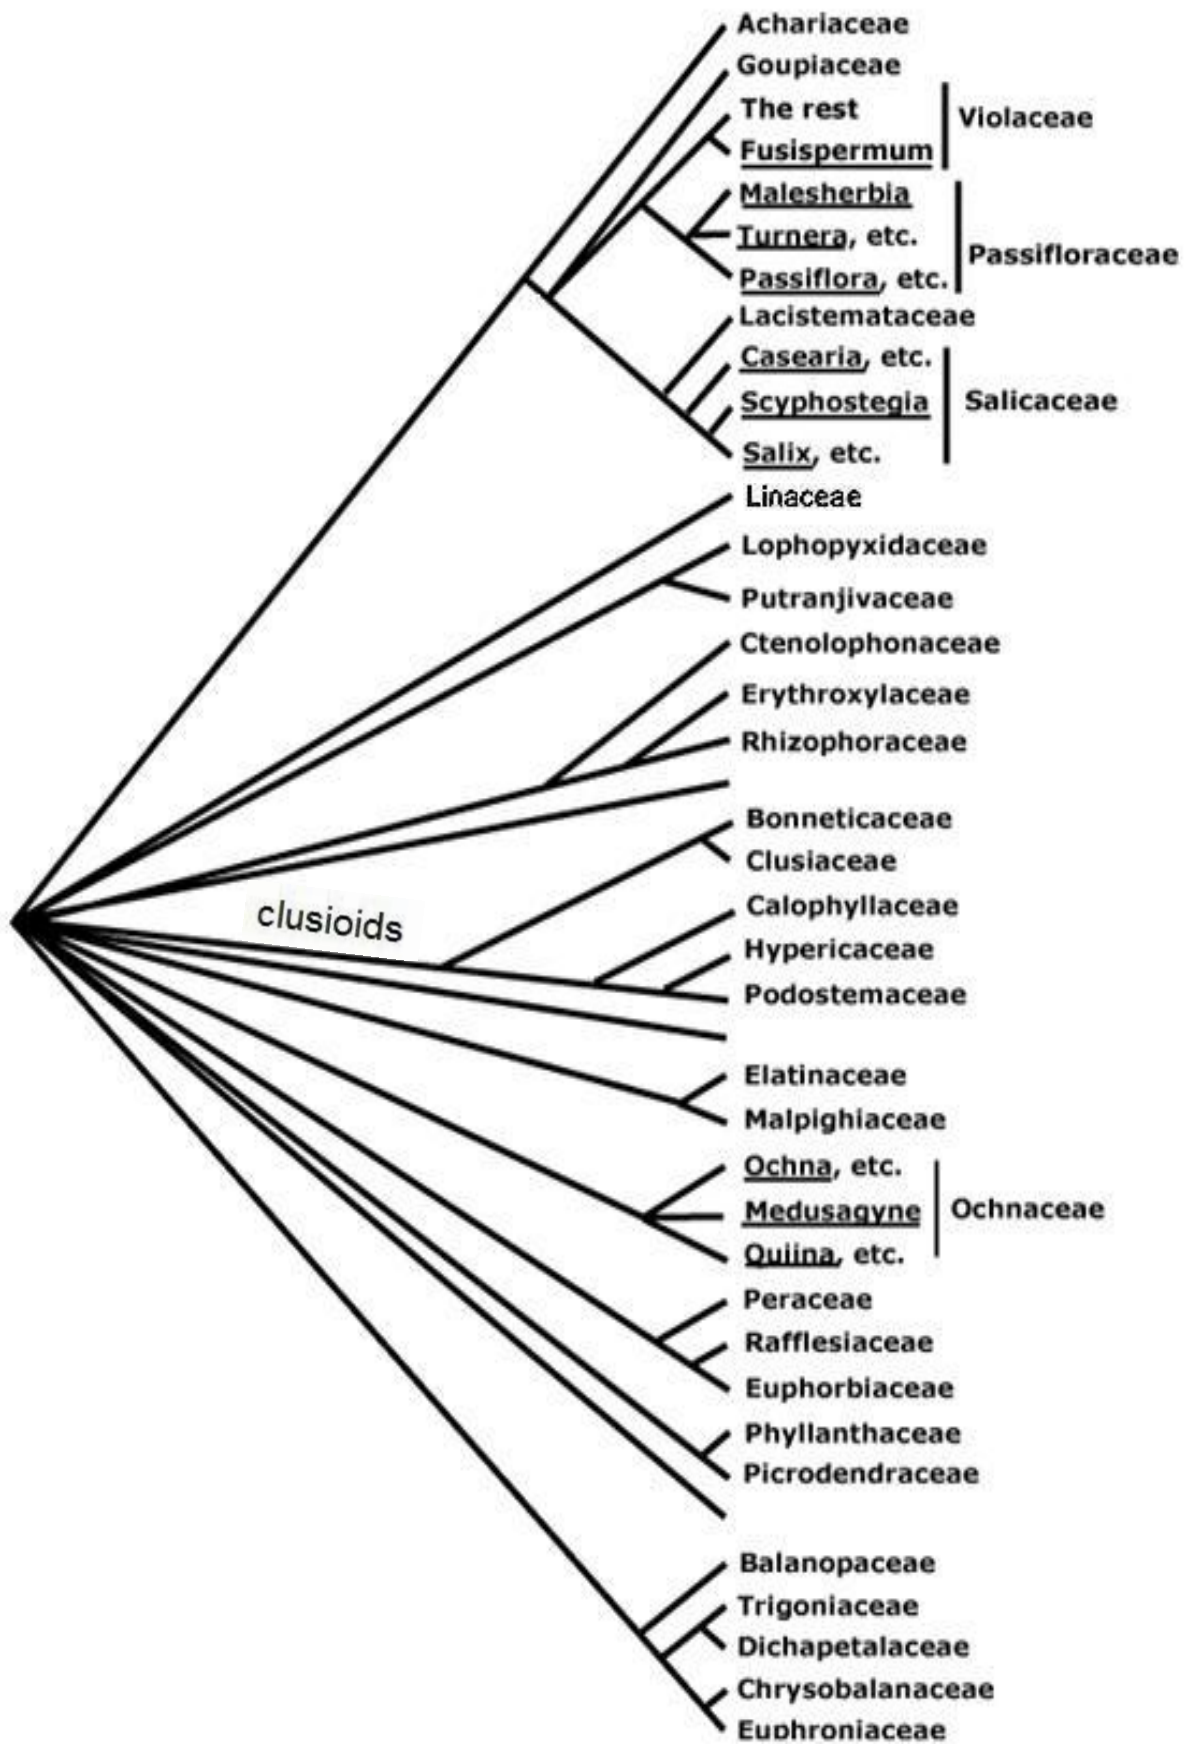 Achariaceae
Goupiaceae
The rest
Violaceae
Fusispermum
Malesherbia
Turnera, etc.
Passifloraceae
Passiflora, etc.
Lacistemataceae
Casearia, etc.
Scyphostegia
Salicaceae
Salix, etc.
Linaceae
Lophopyxidaceae
Putranjivaceae
Ctenolophonaceae
Erythroxylaceae
Rhizophoraceae
Bonneticaceae
Clusiaceae
clusioids
Calophyllaceae
Hypericaceae
Podostemaceae
Elatinaceae
Malpighiaceae
Ochna, etc.
Medusagyne
Ochnaceae
Quiina, etc.
Peraceae
Rafflesiaceae
Euphorbiaceae
Phyllanthaceae
Picrodendraceae
Balanopaceae
Trigoniaceae
Dichapetalaceae
Chrysobalanaceae
Euphroniaceae